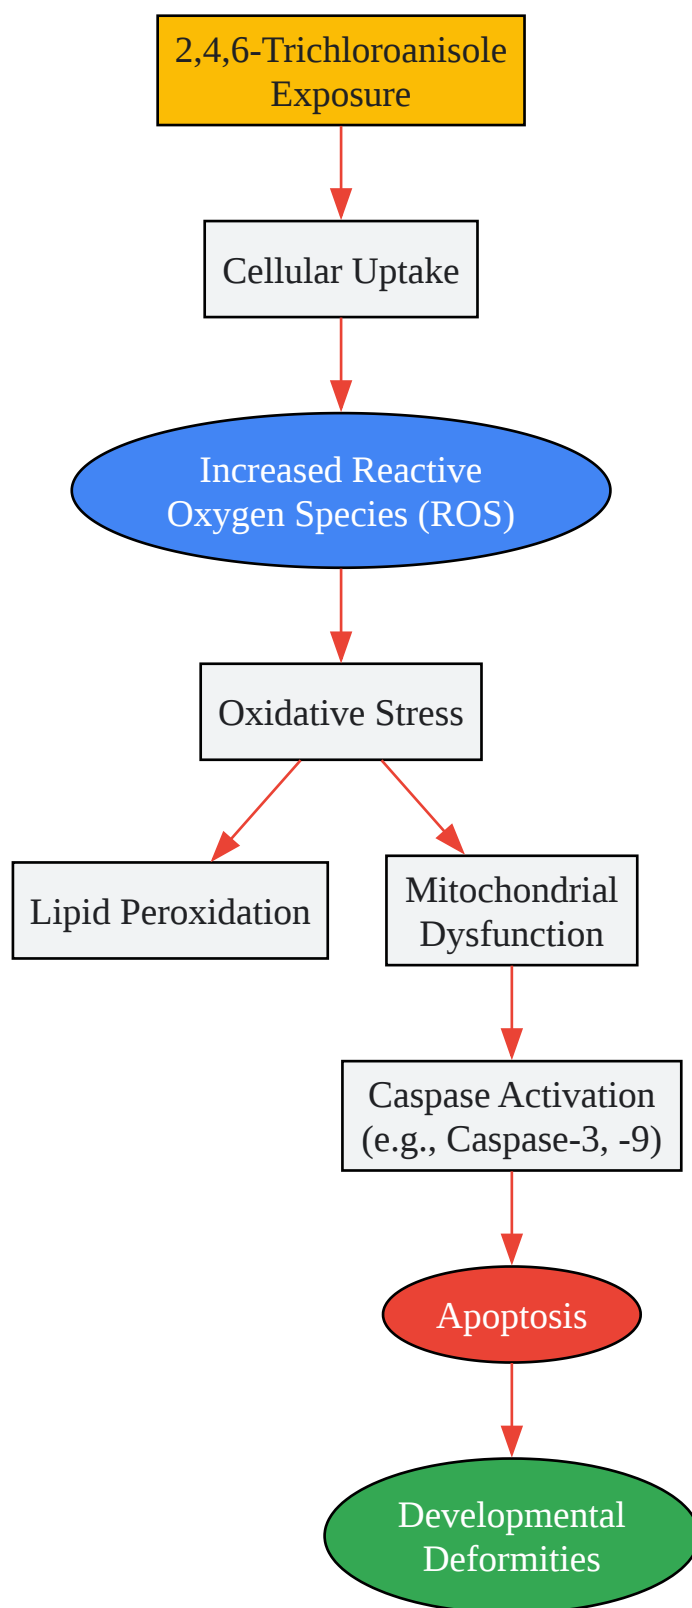 2,4,6-Trichloroanisole
Exposure
Cellular Uptake
Increased Reactive
Oxygen Species (ROS)
Oxidative Stress
Lipid Peroxidation
Mitochondrial
Dysfunction
Caspase Activation
(e.g., Caspase-3, -9)
Apoptosis
Developmental
Deformities